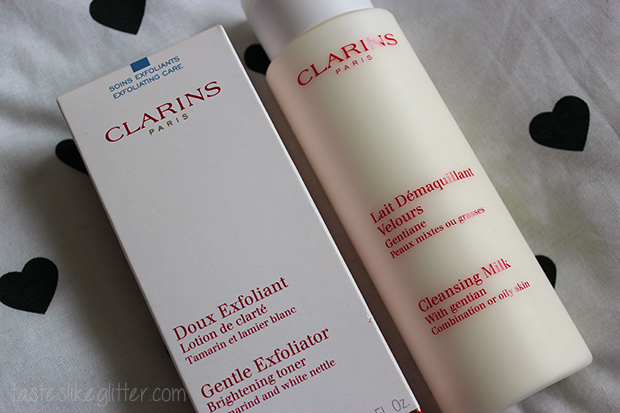 SOINS EXFOLIANTS
EXFOLIATING CARE
CLARINS
PARIS
Doux Exfoliant
Lotion de clarté
Tamarin et lamier blanc
Gentle Exfoliator
Brightening toner
and white nettle
Fl. Oz.
CLARINS
PARIS
Lait Démaquillant
Velours
Gentiane
Peaux mixtes ou grasses
Cleansing Milk
With gentian
Combination or oily skin
tasteslikeglitter.com